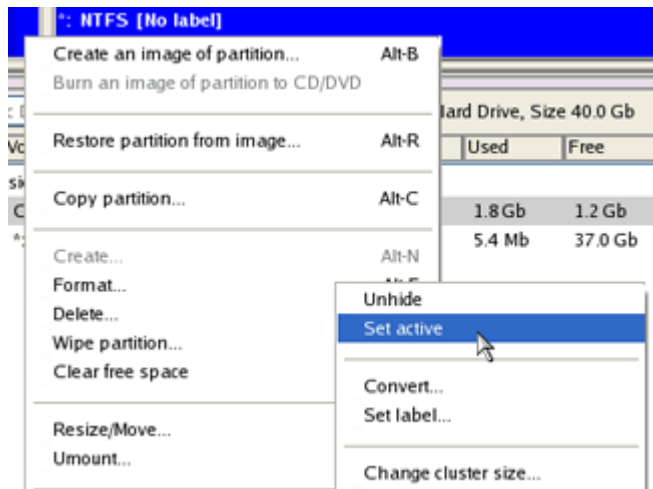 *: NTFS [No label]
Create an image of partition... Alt-B
Burn an image of partition to CD/DVD
Hard Drive, Size 40.0 Gb
Restore partition from image... Alt-R
Used Free
Copy partition... Alt-C
1.8 Gb 1.2 Gb
5.4 Mb 37.0 Gb
Create... Alt-N
Format...
Delete...
Wipe partition...
Clear free space
Resize/Move...
Umount...
Unhide
Set active
Convert...
Set label...
Change cluster size...